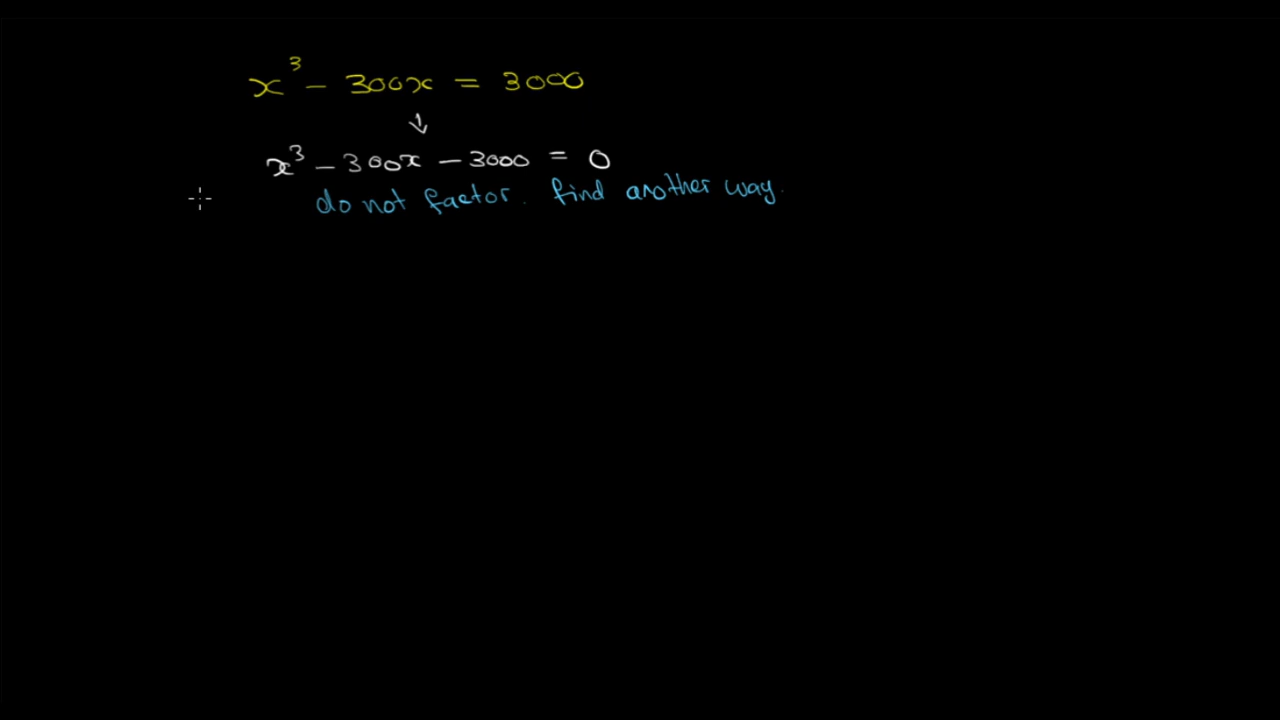 x³ - 300x = 3000
↓
x³ - 300x - 3000 = 0
do not factor. find another way.